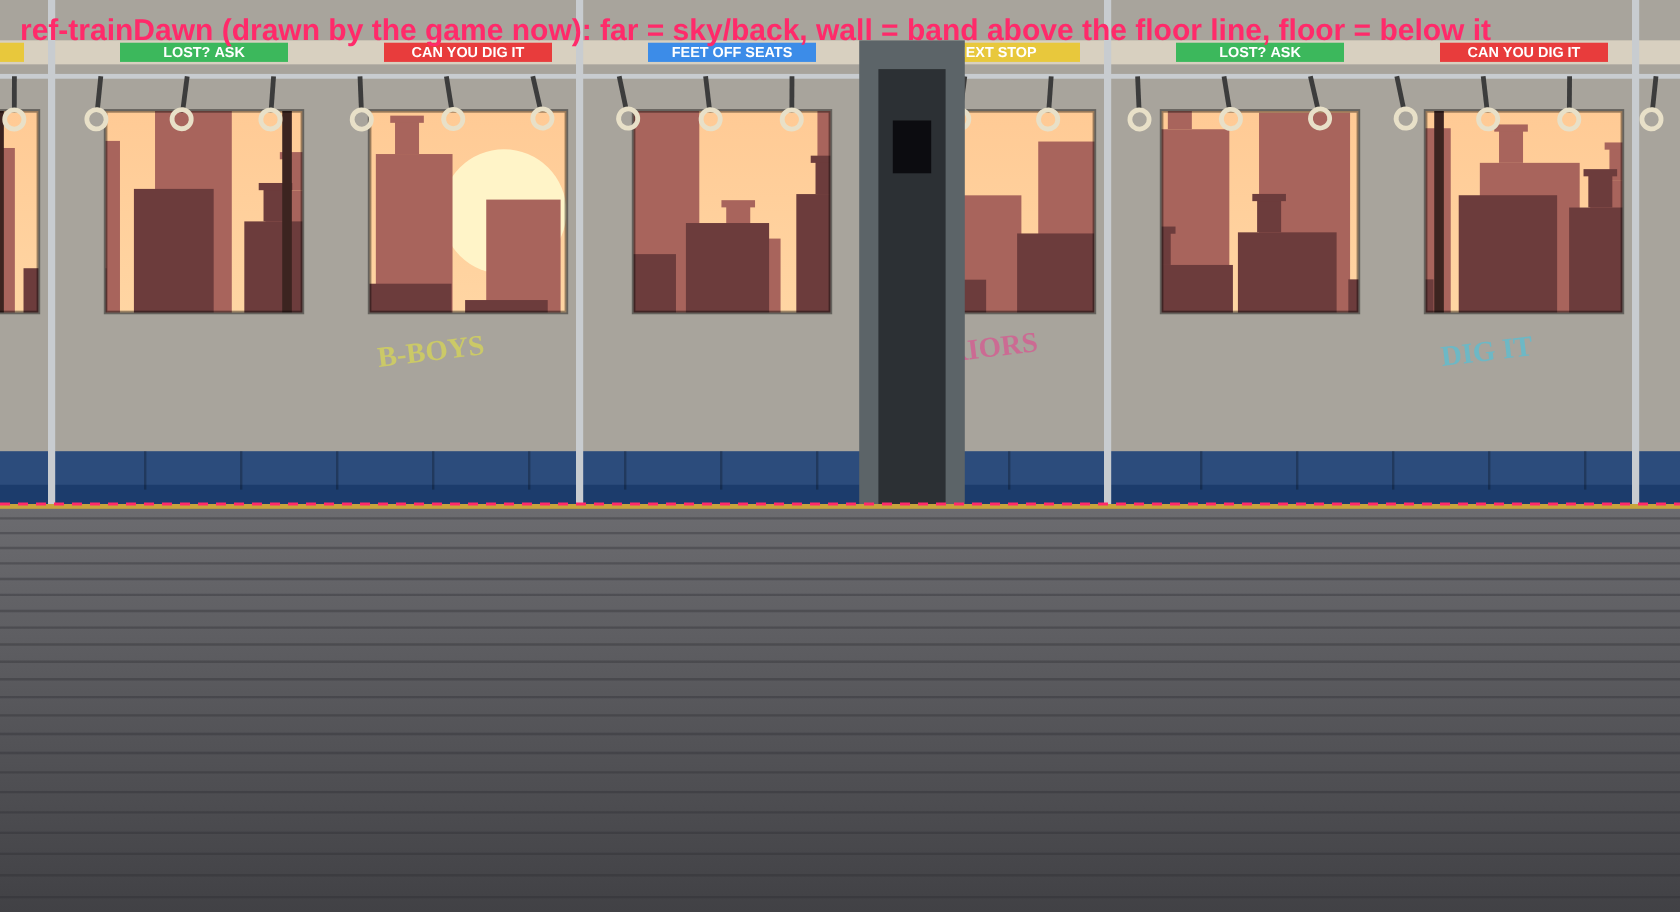 ref-trainDawn (drawn by the game now): far = sky/back, wall = band above the floor line, floor = below it
LOST? ASK
CAN YOU DIG IT
FEET OFF SEATS
EXT STOP
LOST? ASK
CAN YOU DIG IT
B-BOYS
IORS
DIG IT